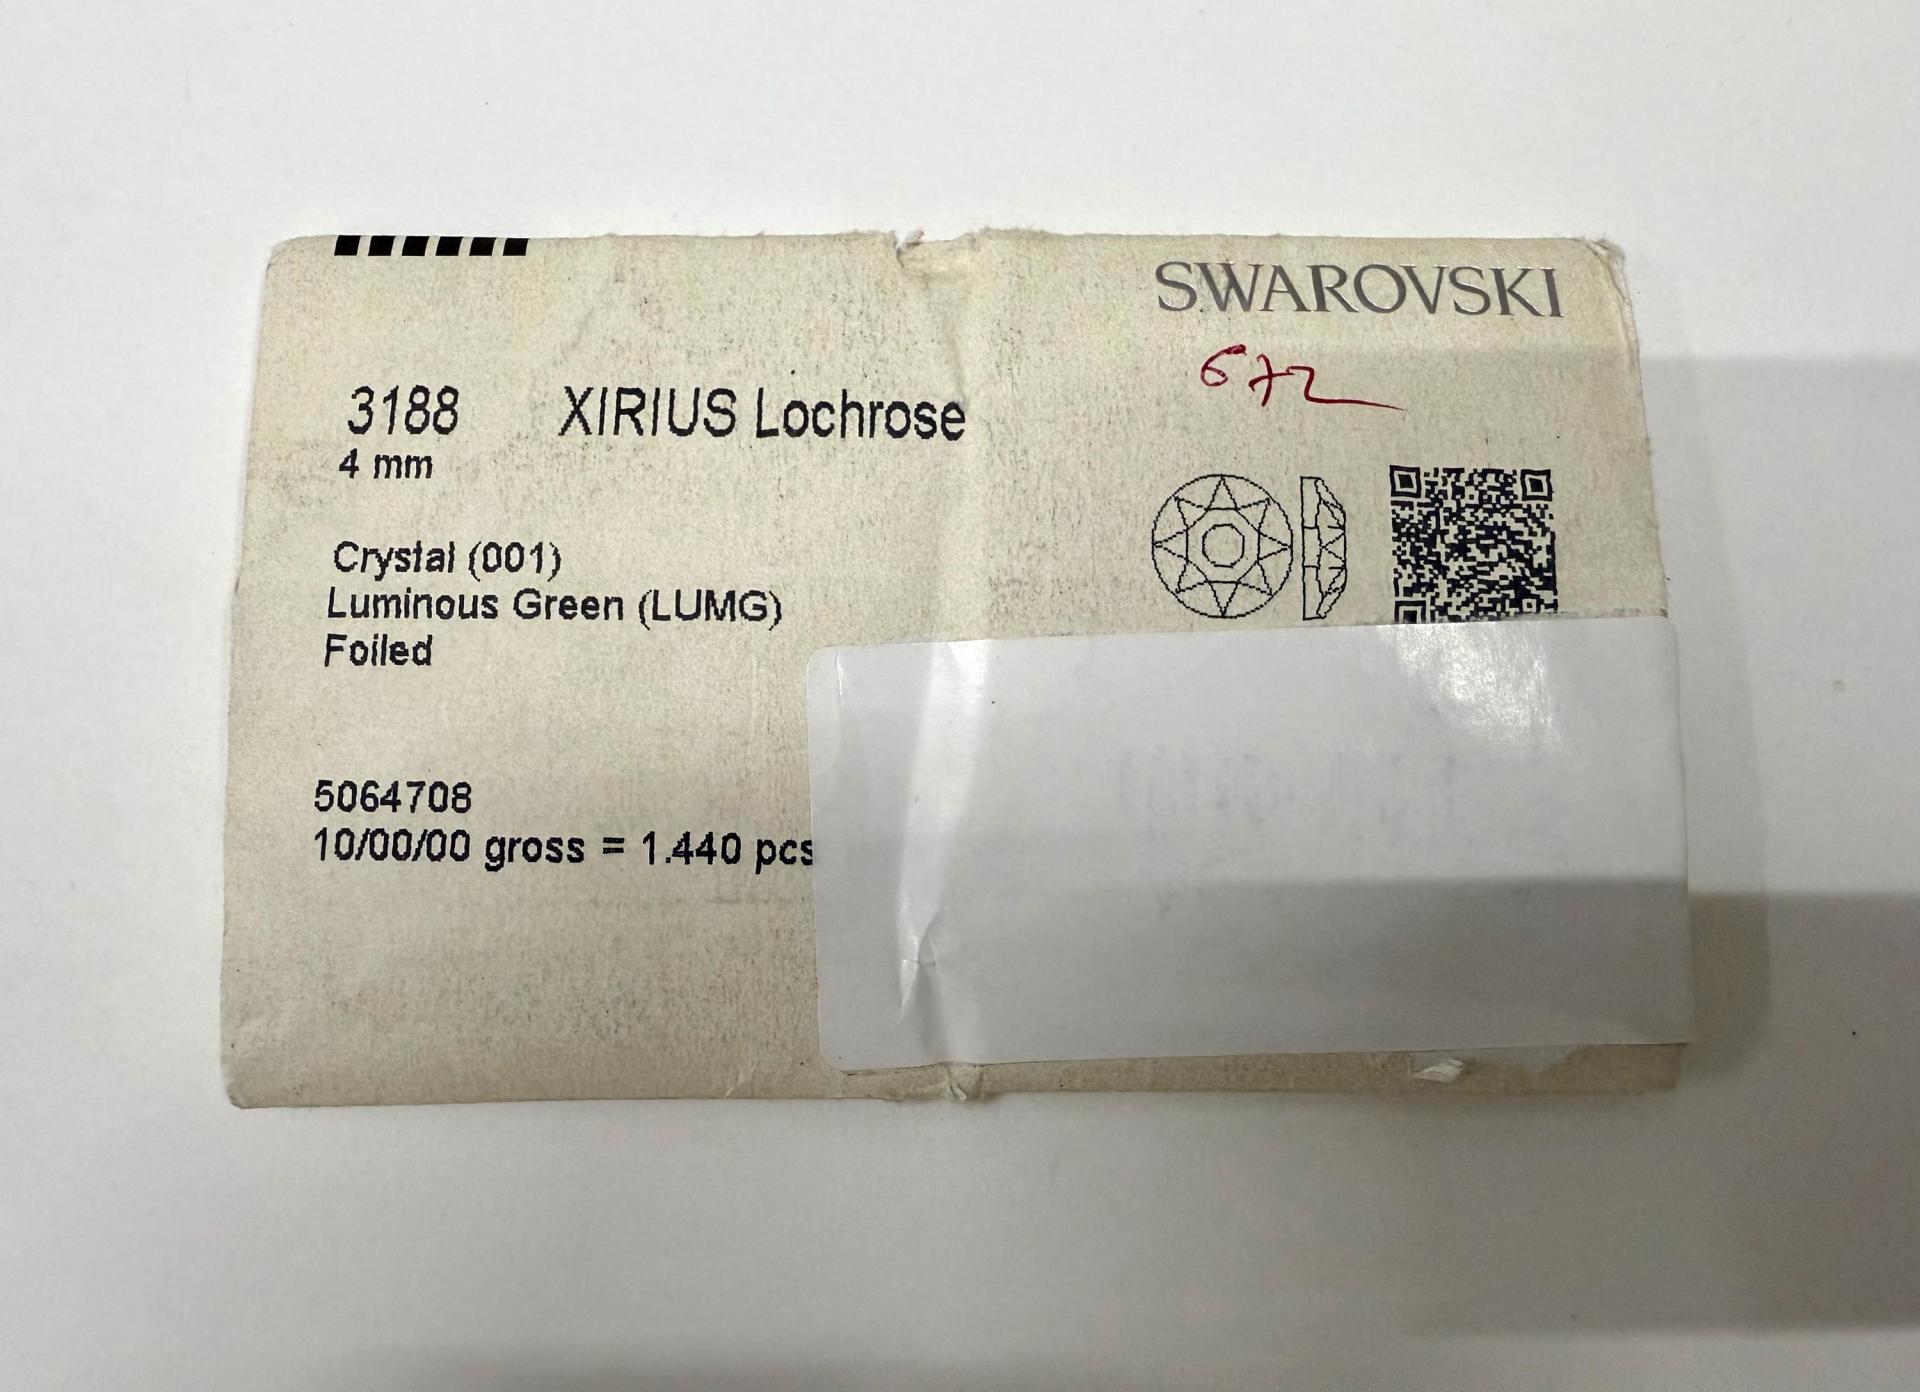 SWAROVSKI
672
3188 XIRIUS Lochrose
4 mm
Crystal (001)
Luminous Green (LUMG)
Foiled
5064708
10/00/00 gross = 1.440 pcs